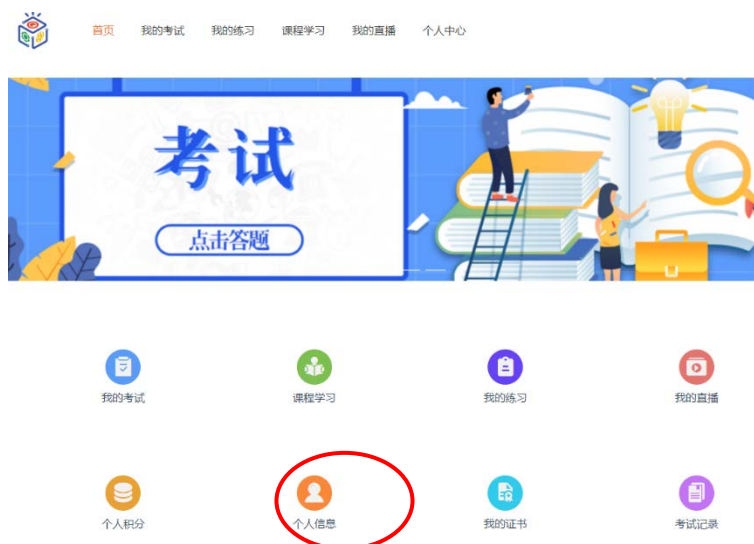 首页 我的考试 我的练习 课程学习 我的直播 个人中心
考试
点击答题
我的考试 课程学习 我的练习 我的直播
个人积分 个人信息 我的证书 考试记录